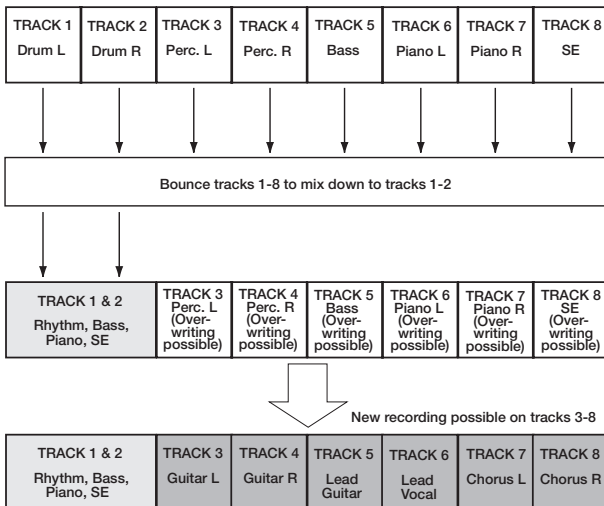 TRACK 1
Drum L
TRACK 2
Drum R
TRACK 3
Perc. L
TRACK 4
Perc. R
TRACK 5
Bass
TRACK 6
Piano L
TRACK 7
Piano R
TRACK 8
SE
Bounce tracks 1-8 to mix down to tracks 1-2
TRACK 1 & 2
Rhythm, Bass,
Piano, SE
TRACK 3
Perc. L
(Over-
writing
possible)
TRACK 4
Perc. R
(Over-
writing
possible)
TRACK 5
Bass
(Over-
writing
possible)
TRACK 6
Piano L
(Over-
writing
possible)
TRACK 7
Piano R
(Over-
writing
possible)
TRACK 8
SE
(Over-
writing
possible)
New recording possible on tracks 3-8
TRACK 1 & 2
Rhythm, Bass,
Piano, SE
TRACK 3
Guitar L
TRACK 4
Guitar R
TRACK 5
Lead
Guitar
TRACK 6
Lead
Vocal
TRACK 7
Chorus L
TRACK 8
Chorus R